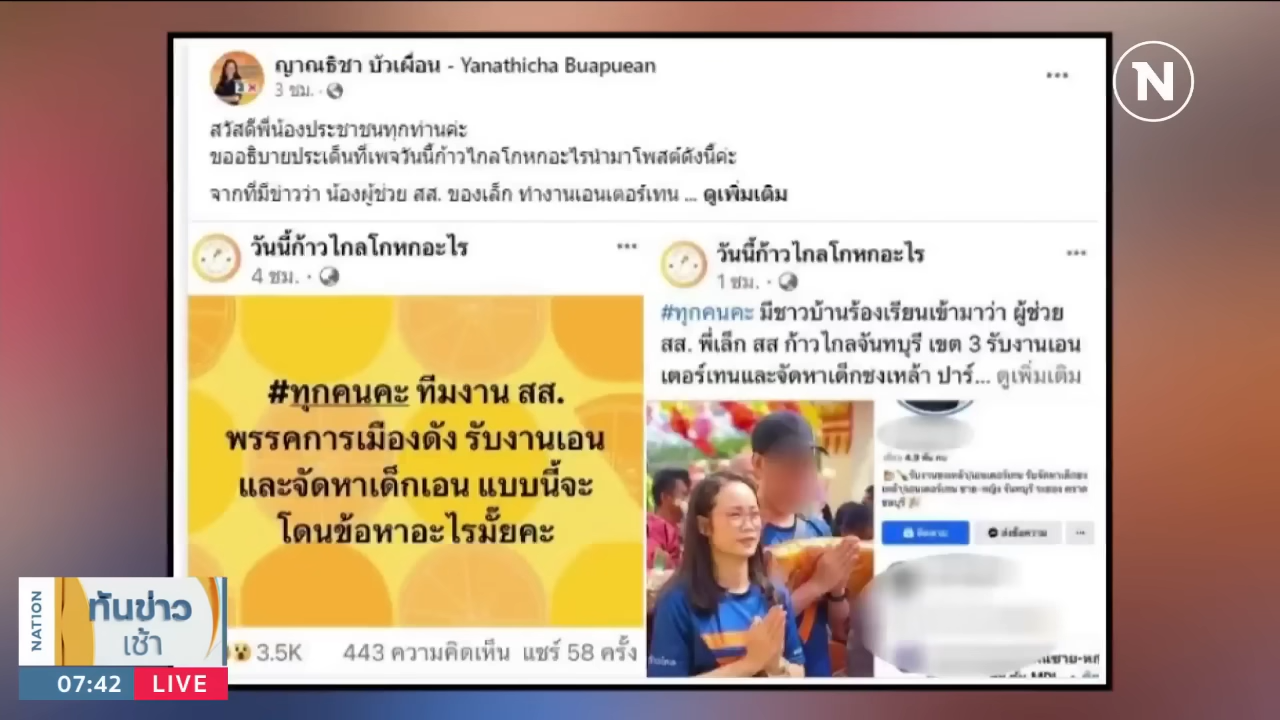 ญาณธิชา บัวเผื่อน - Yanathicha Buapuean
3 ชม. ·
สวัสดีพี่น้องประชาชนทุกท่านค่ะ
ขออธิบายประเด็นที่เพจวันนี้ก้าวไกลโกหกอะไรนำมาโพสต์ดังนี้ค่ะ
จากที่มีข่าวว่า น้องผู้ช่วย สส. ของเล็ก ทำงานเอนเตอร์เทน ... ดูเพิ่มเติม
วันนี้ก้าวไกลโกหกอะไร
4 ชม. ·
#ทุกคนคะ ทีมงาน สส.
พรรคการเมืองดัง รับงานเอน
และจัดหาเด็กเอน แบบนี้จะ
โดนข้อหาอะไรมั๊ยคะ
3.5K 443 ความคิดเห็น แชร์ 58 ครั้ง
วันนี้ก้าวไกลโกหกอะไร
1 ชม. ·
#ทุกคนคะ มีชาวบ้านร้องเรียนเข้ามาว่า ผู้ช่วย
สส. พี่เล็ก สส ก้าวไกลจันทบุรี เขต 3 รับงานเอน
เตอร์เทนและจัดหาเด็กชงเหล้า ปาร์... ดูเพิ่มเติม
ติดตาม ส่งข้อความ
N
NATION
ทันข่าว
เช้า
07:42 LIVE